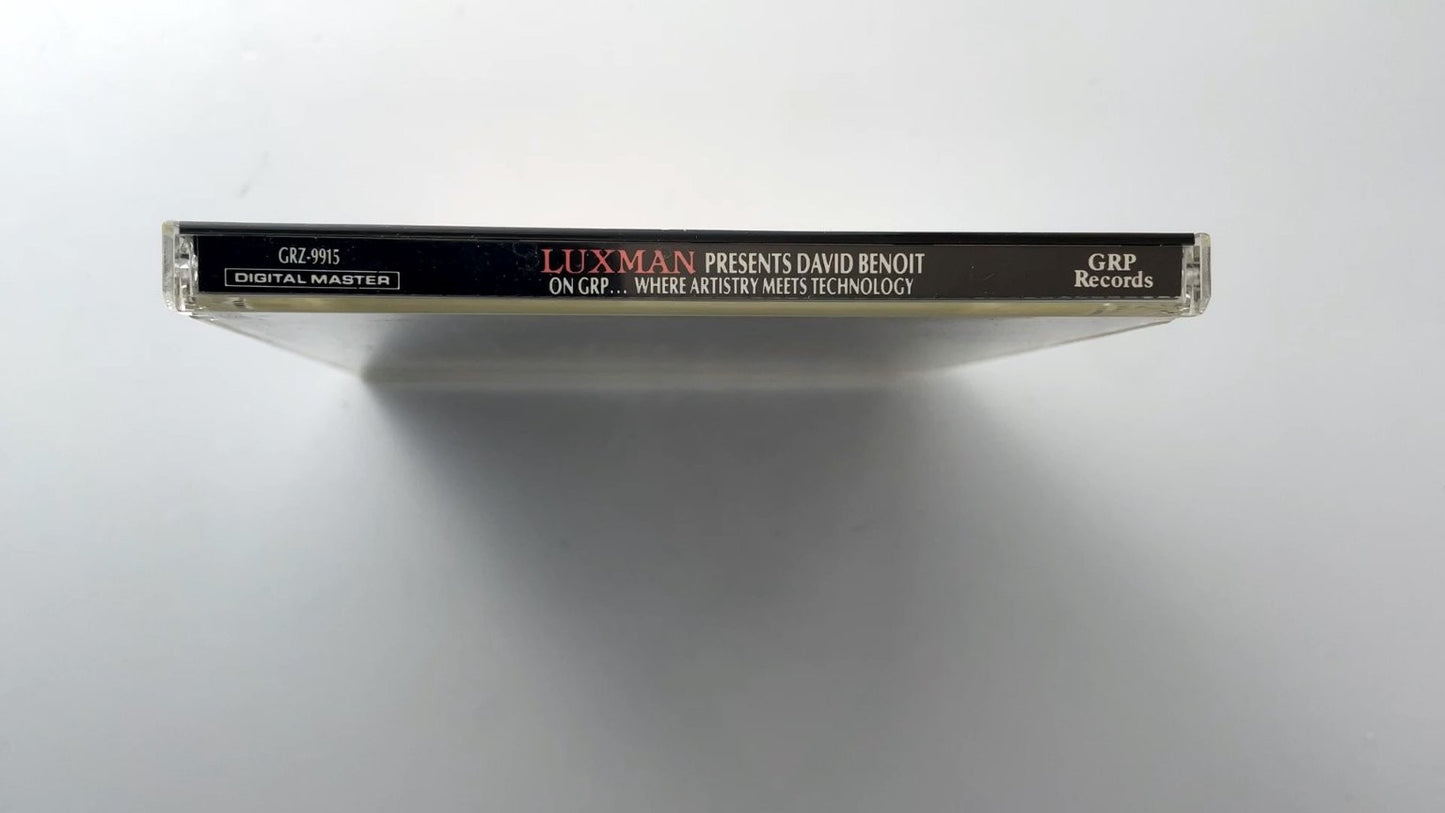 GRZ-9915
DIGITAL MASTER
LUXMAN PRESENTS DAVID BENOIT
ON GRP... WHERE ARTISTRY MEETS TECHNOLOGY
GRP
Records